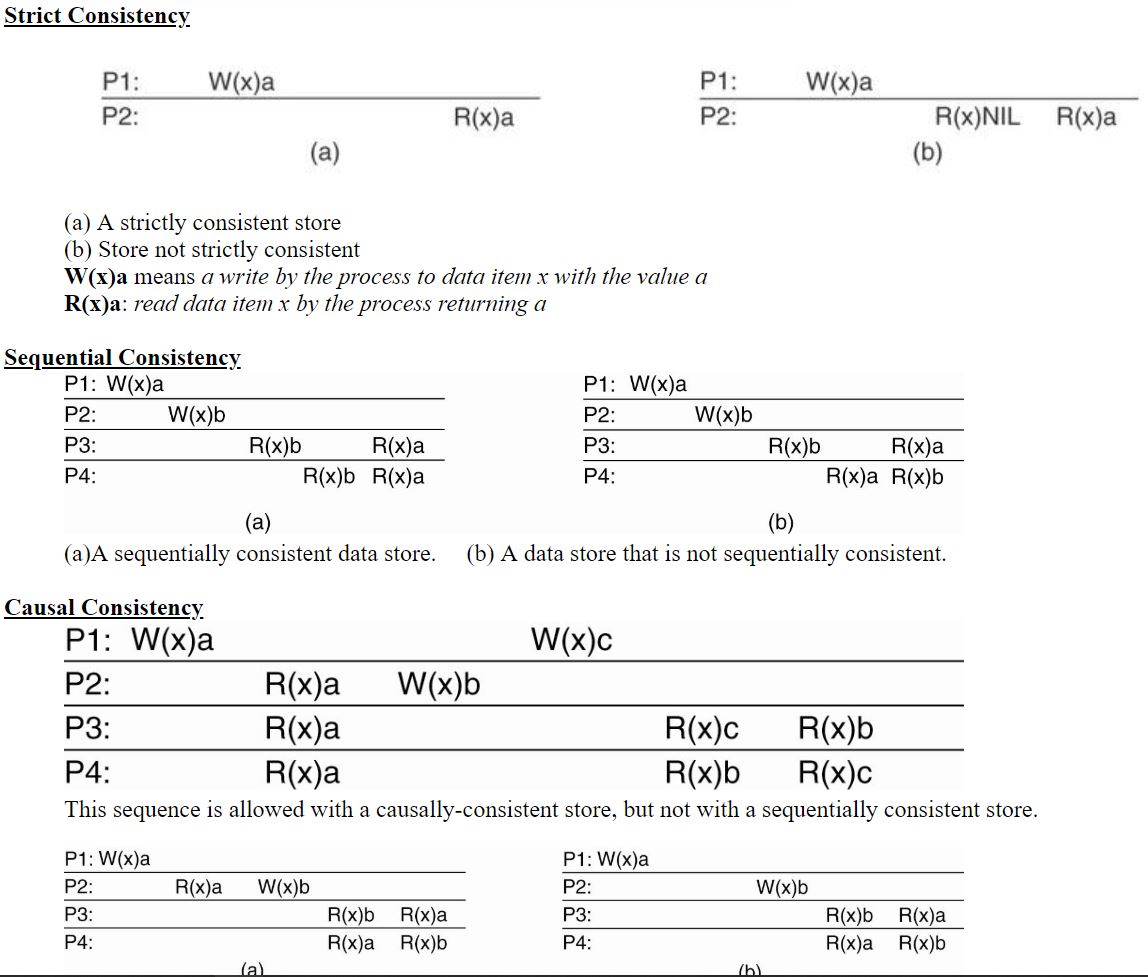 Strict Consistency
P1: W(x)a
P2: R(x)a
(a)
P1: W(x)a
P2: R(x)NIL R(x)a
(b)
(a) A strictly consistent store
(b) Store not strictly consistent
W(x)a means a write by the process to data item x with the value a
R(x)a: read data item x by the process returning a
Sequential Consistency
P1: W(x)a
P2: W(x)b
P3: R(x)b R(x)a
P4: R(x)b R(x)a
(a)
P1: W(x)a
P2: W(x)b
P3: R(x)b R(x)a
P4: R(x)a R(x)b
(b)
(a)A sequentially consistent data store. (b) A data store that is not sequentially consistent.
Causal Consistency
P1: W(x)a W(x)c
P2: R(x)a W(x)b
P3: R(x)a R(x)c R(x)b
P4: R(x)a R(x)b R(x)c
This sequence is allowed with a causally-consistent store, but not with a sequentially consistent store.
P1: W(x)a
P2: R(x)a W(x)b
P3: R(x)b R(x)a
P4: R(x)a R(x)b
(a)
P1: W(x)a
P2: W(x)b
P3: R(x)b R(x)a
P4: R(x)a R(x)b
(b)